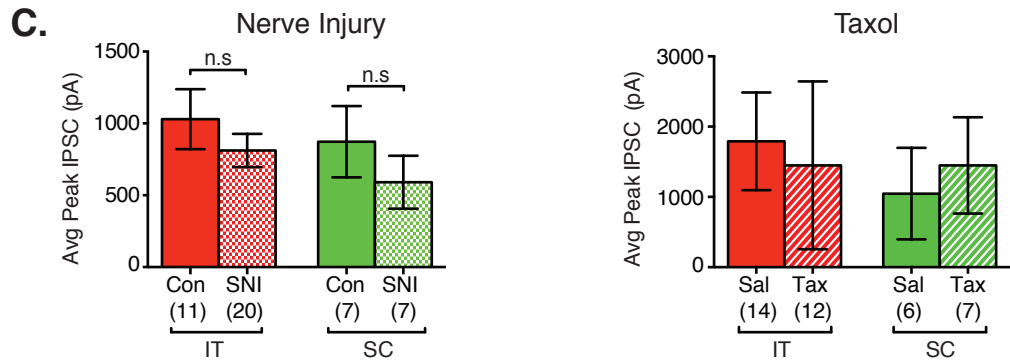 C.
Nerve Injury
Avg Peak IPSC (pA)
1500
1000
500
0
n.s
n.s
Con SNI Con SNI
(11) (20) (7) (7)
IT SC
Taxol
Avg Peak IPSC (pA)
3000
2000
1000
0
Sal Tax Sal Tax
(14) (12) (6) (7)
IT SC